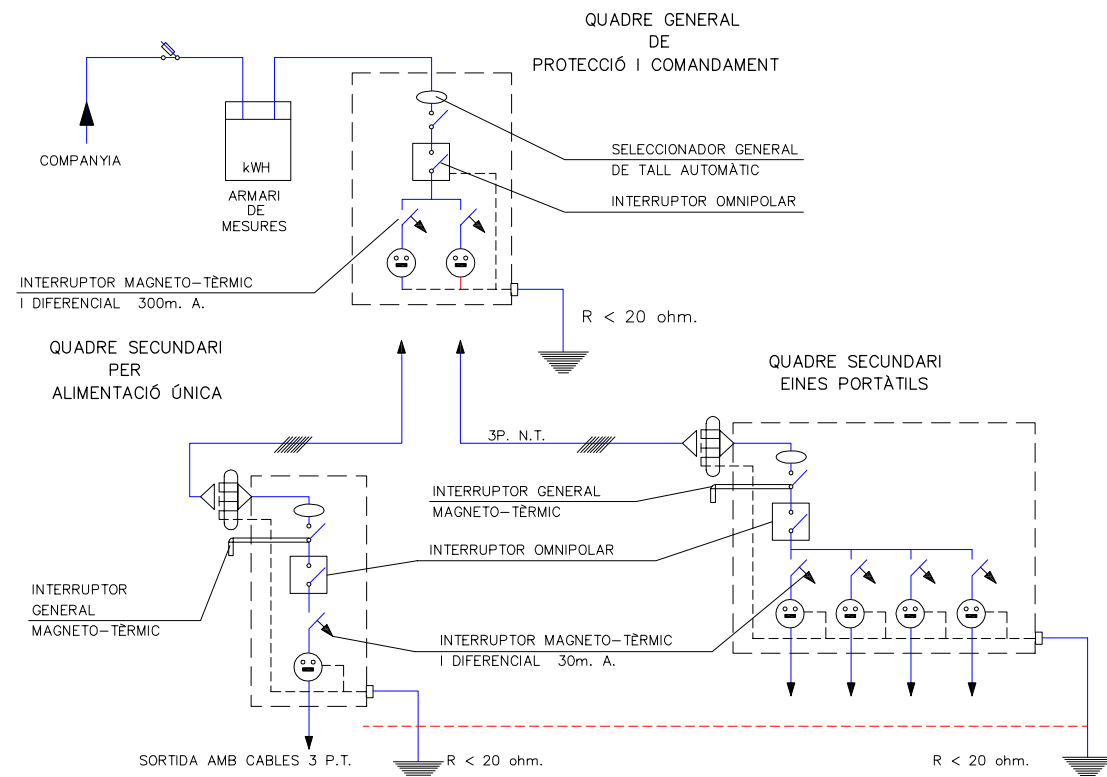 QUADRE GENERAL
DE
PROTECCIÓ I COMANDAMENT
COMPANYIA
kWH
ARMARI
DE
MESURES
SELECCIONADOR GENERAL
DE TALL AUTOMÀTIC
INTERRUPTOR OMNIPOLAR
INTERRUPTOR MAGNETO-TÈRMIC
I DIFERENCIAL 300m. A.
R < 20 ohm.
QUADRE SECUNDARI
PER
ALIMENTACIÓ ÚNICA
QUADRE SECUNDARI
EINES PORTÀTILS
3P. N.T.
INTERRUPTOR GENERAL
MAGNETO-TÈRMIC
INTERRUPTOR OMNIPOLAR
INTERRUPTOR
GENERAL
MAGNETO-TÈRMIC
INTERRUPTOR MAGNETO-TÈRMIC
I DIFERENCIAL 30m. A.
SORTIDA AMB CABLES 3 P.T.
R < 20 ohm.
R < 20 ohm.